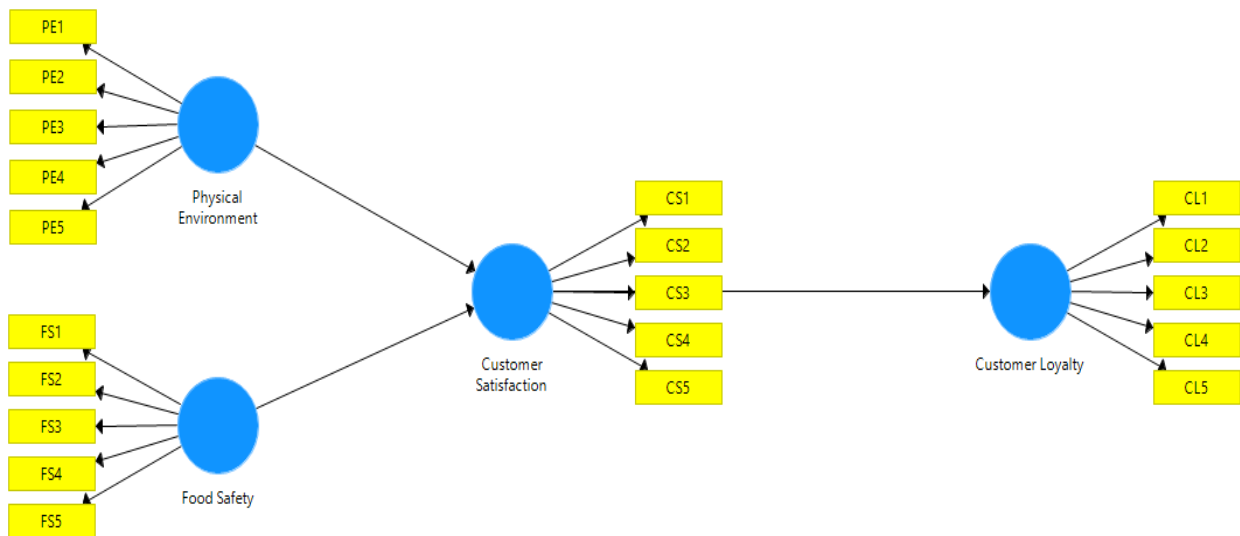 PE1
PE2
PE3
PE4
PE5
Physical
Environment
FS1
FS2
FS3
FS4
FS5
Food Safety
Customer
Satisfaction
CS1
CS2
CS3
CS4
CS5
Customer Loyalty
CL1
CL2
CL3
CL4
CL5